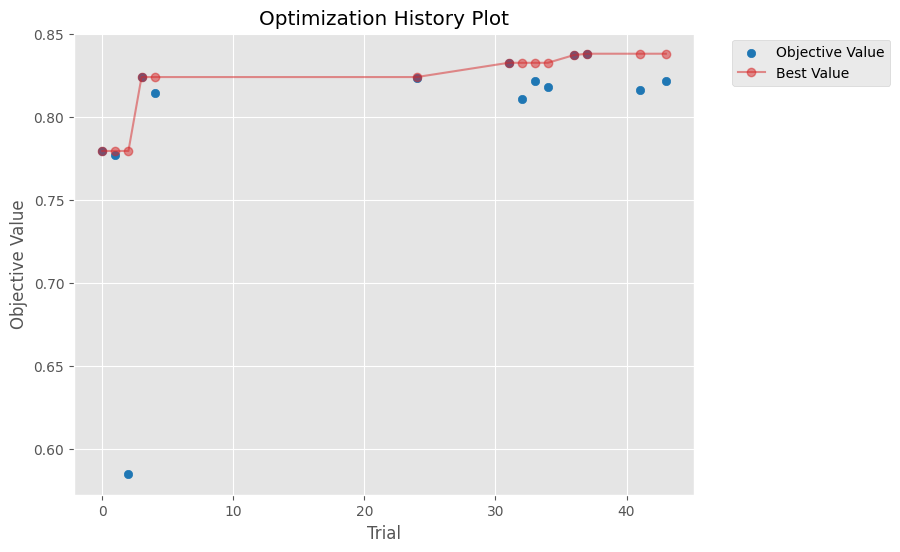 Optimization History Plot
Objective Value
Best Value
Objective Value
0.85
0.80
0.75
0.70
0.65
0.60
0
10
20
30
40
Trial